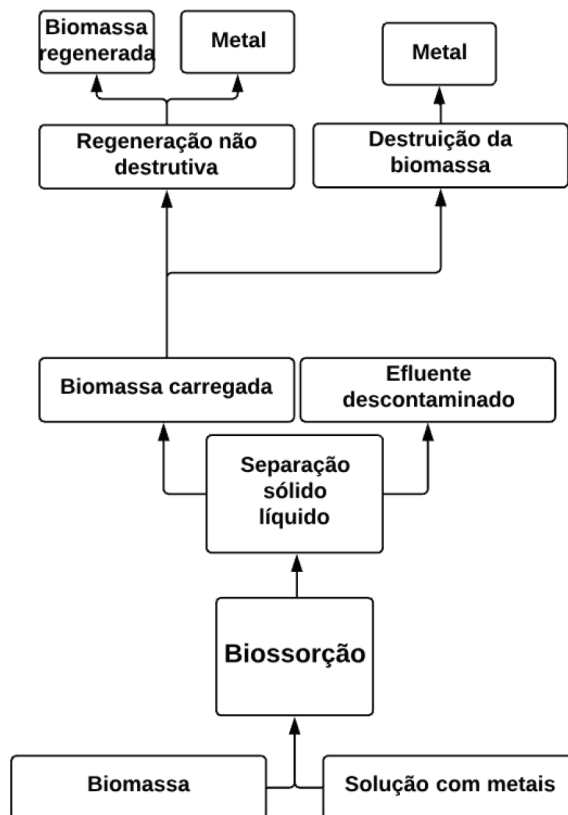 Biomassa
regenerada
Metal
Metal
Regeneração não
destrutiva
Destruição da
biomassa
Biomassa carregada
Efluente
descontaminado
Separação
sólido
líquido
Biossorção
Biomassa
Solução com metais